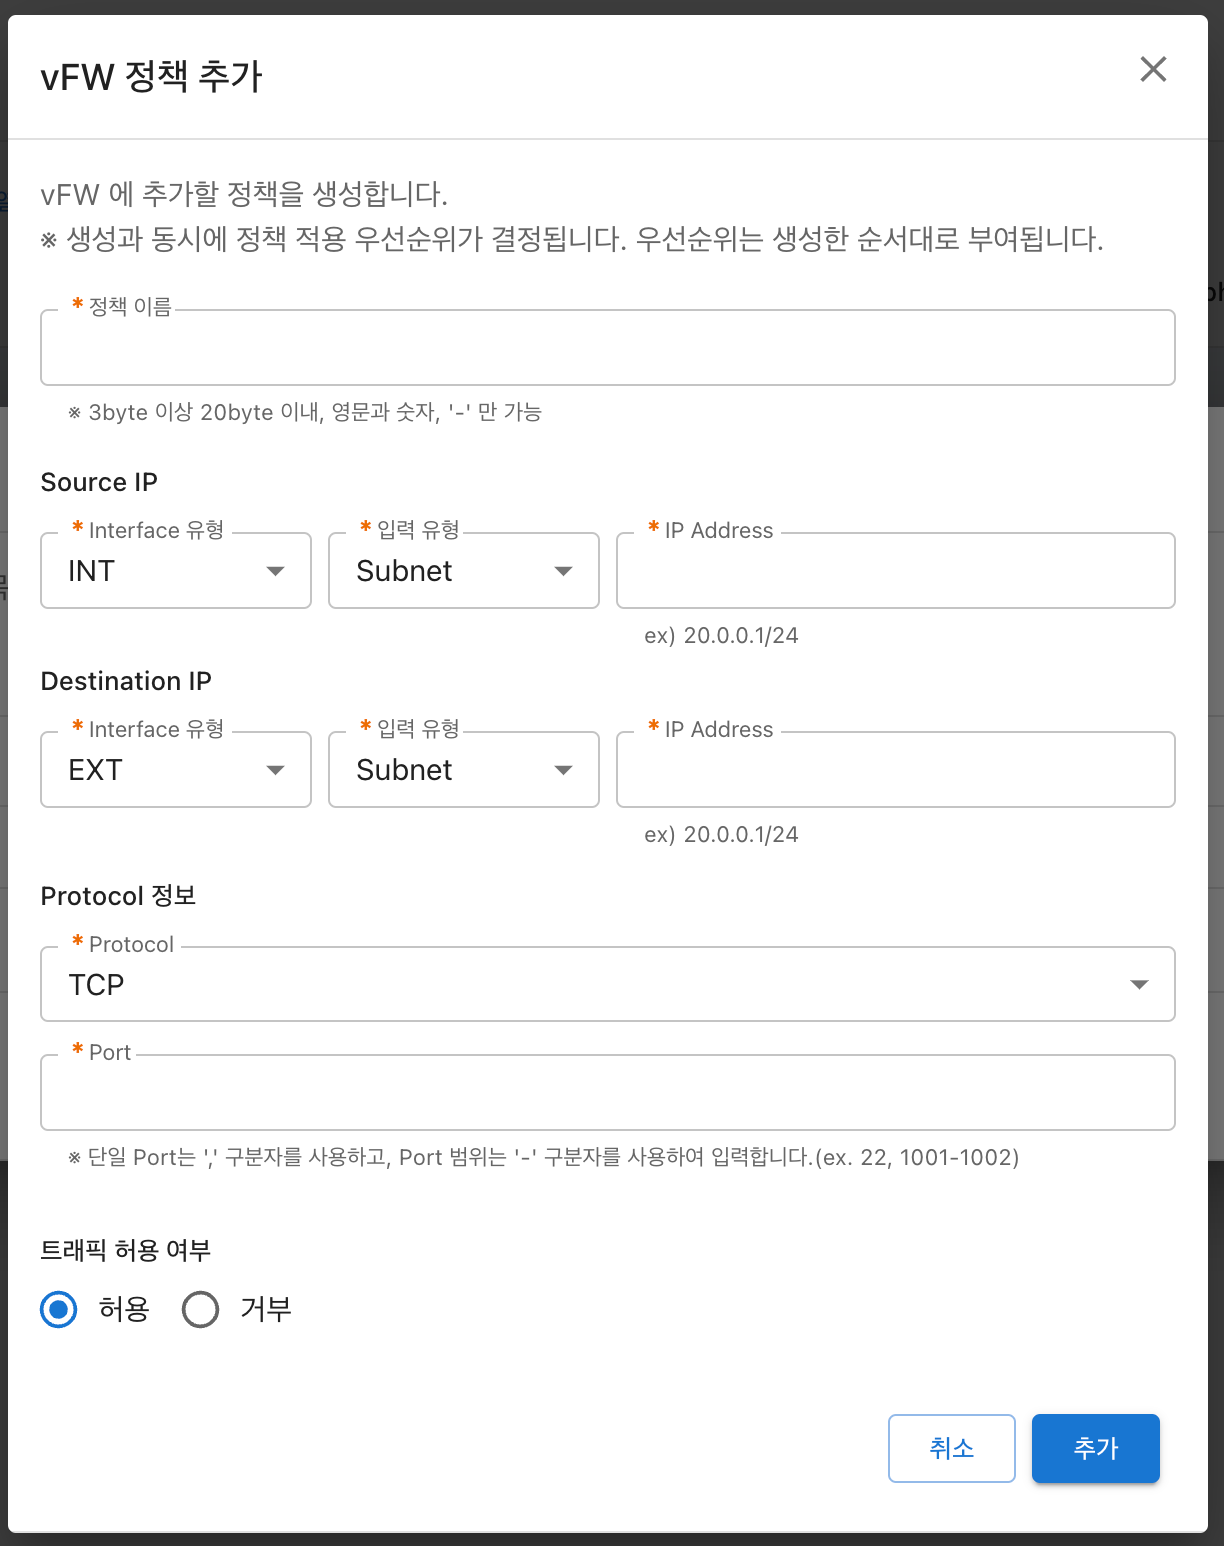 vFW 정책 추가
vFW 에 추가할 정책을 생성합니다.
※ 생성과 동시에 정책 적용 우선순위가 결정됩니다. 우선순위는 생성한 순서대로 부여됩니다.
* 정책 이름
※ 3byte 이상 20byte 이내, 영문과 숫자, '-' 만 가능
Source IP
* Interface 유형 * 입력 유형 * IP Address
INT Subnet
ex) 20.0.0.1/24
Destination IP
* Interface 유형 * 입력 유형 * IP Address
EXT Subnet
ex) 20.0.0.1/24
Protocol 정보
* Protocol
TCP
* Port
※ 단일 Port는 ',' 구분자를 사용하고, Port 범위는 '-' 구분자를 사용하여 입력합니다.(ex. 22, 1001-1002)
트래픽 허용 여부
허용 거부
취소 추가